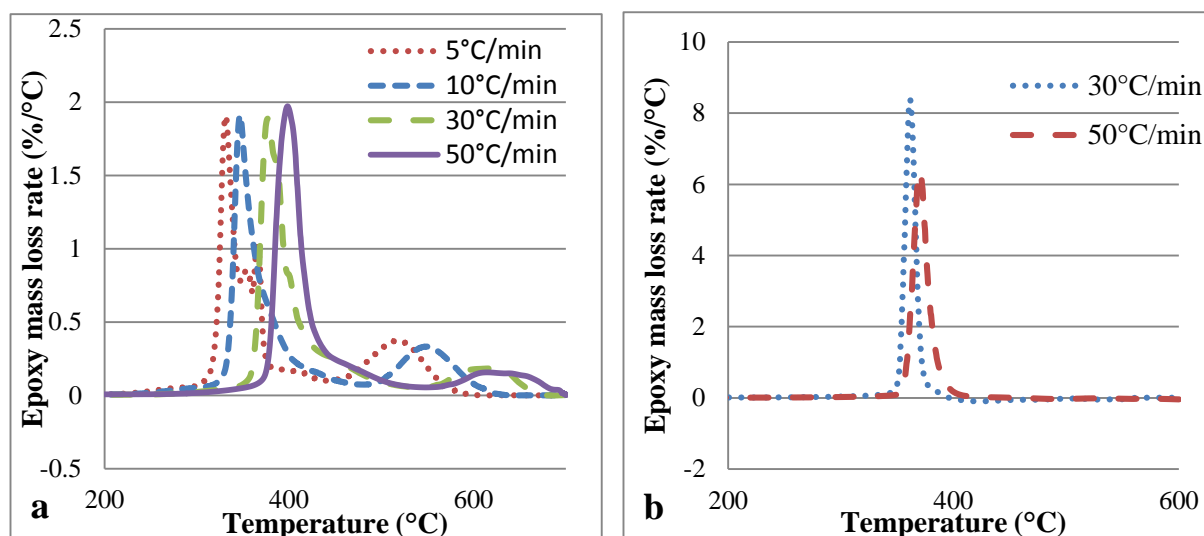 Epoxy mass loss rate (%/°C)
2.5
2
1.5
1
0.5
0
-0.5
5°C/min
10°C/min
30°C/min
50°C/min
200
400
600
Temperature (°C)
a
Epoxy mass loss rate (%/°C)
10
8
6
4
2
0
-2
30°C/min
50°C/min
200
400
600
Temperature (°C)
b